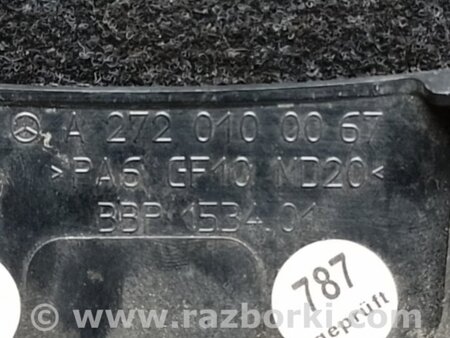 A 272 010 00 67
>PA6 GF10 MD20<
BBP 1534.01
787
geprüft
www.razborki.com